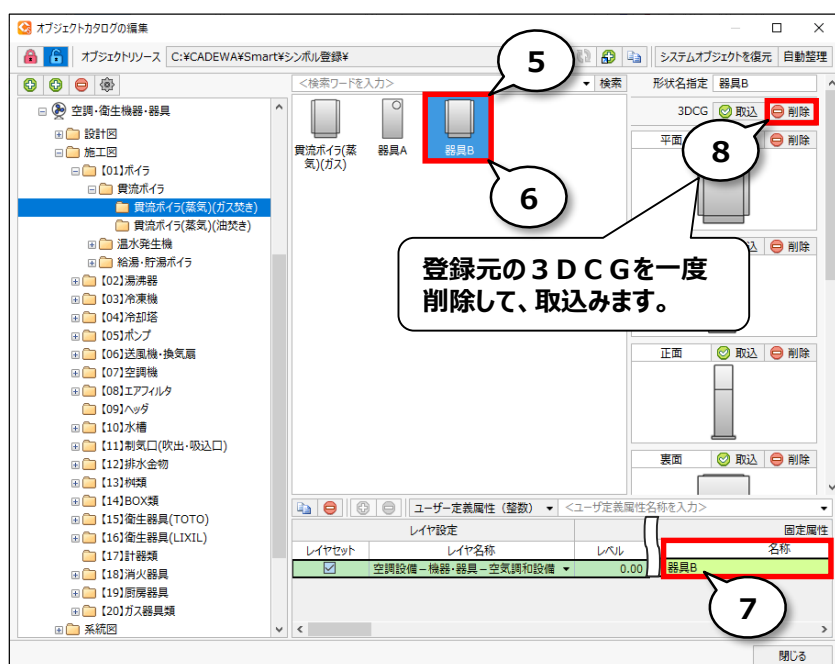 オブジェクトカタログの編集
オブジェクトリソース C:¥CADEWA¥Smart¥シンボル登録¥
システムオブジェクトを復元 自動整理
<検索ワードを入力>
検索
形状名指定 器具B
3DCG 取込 削除
空調・衛生機器・器具
設計図
施工図
【01】ボイラ
貫流ボイラ
貫流ボイラ(蒸気)(ガス焚き)
貫流ボイラ(蒸気)(油焚き)
温水発生機
給湯・貯湯ボイラ
【02】湯沸器
【03】冷凍機
【04】冷却塔
【05】ポンプ
【06】送風機・換気扇
【07】空調機
【08】エアフィルタ
【09】ヘッダ
【10】水槽
【11】制気口(吹出・吸込口)
【12】排水金物
【13】桝類
【14】BOX類
【15】衛生器具(TOTO)
【16】衛生器具(LIXIL)
【17】計器類
【18】消火器具
【19】厨房器具
【20】ガス器具類
系統図
貫流ボイラ(蒸
気)(ガス)
器具A
器具B
5
6
8
平面 削除
登録元の3DCGを一度
削除して、取込みます。
込 削除
正面 取込 削除
裏面 取込 削除
ユーザー定義属性（整数）
<ユーザ定義属性名称を入力>
レイヤ設定
固定属性
レイヤセット
レイヤ名称
レベル
名称
空調設備－機器・器具－空気調和設備
0.00
器具B
7
閉じる